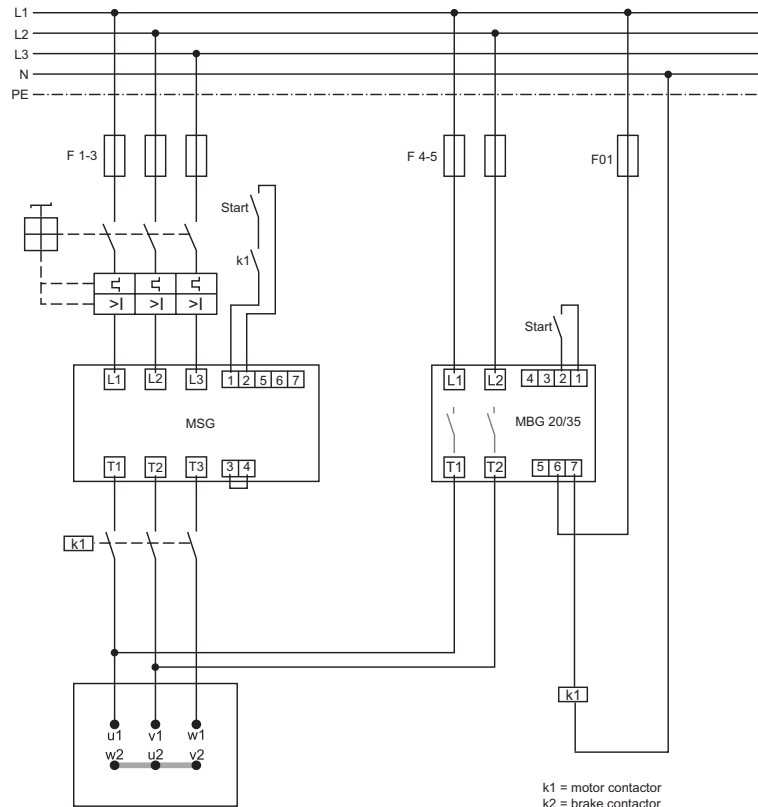 L1
L2
L3
N
PE
F 1-3
F 4-5
F01
Start
k1
>I >I >I
Start
L1 L2 L3 1 2 5 6 7
L1 L2 4 3 2 1
MSG
MBG 20/35
T1 T2 T3 3 4
T1 T2 5 6 7
k1
k1
u1 v1 w1
w2 u2 v2
k1 = motor contactor
k2 = brake contactor